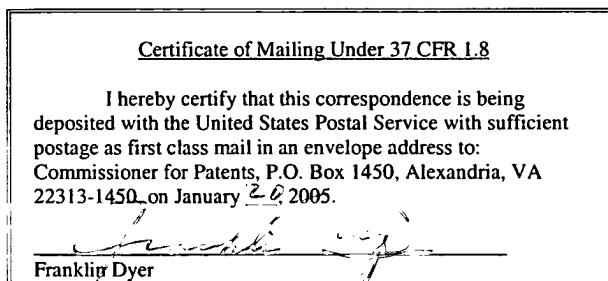 Certificate of Mailing Under 37 CFR 1.8
I hereby certify that this correspondence is being
deposited with the United States Postal Service with sufficient
postage as first class mail in an envelope address to:
Commissioner for Patents, P.O. Box 1450, Alexandria, VA
22313-1450 on January 20, 2005.
Franklin Dyer